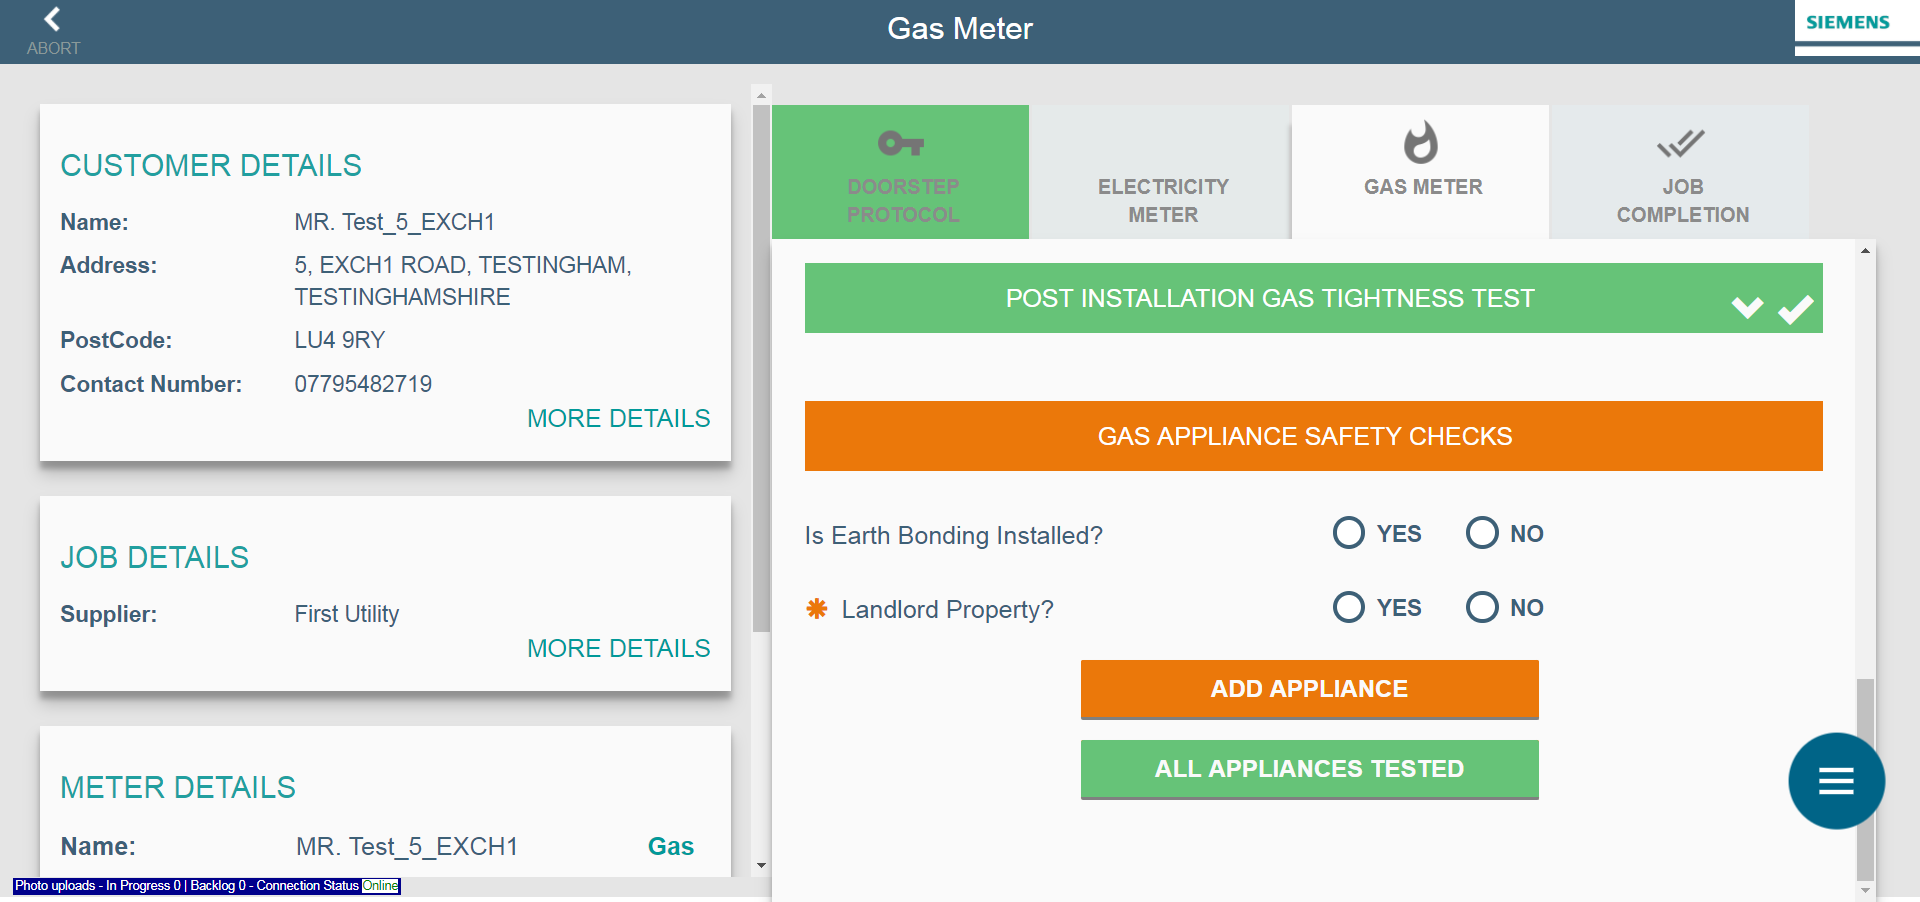 ABORT
Gas Meter
SIEMENS
CUSTOMER DETAILS
Name: MR. Test_5_EXCH1
Address: 5, EXCH1 ROAD, TESTINGHAM,
TESTINGHAMSHIRE
PostCode: LU4 9RY
Contact Number: 07795482719
MORE DETAILS
JOB DETAILS
Supplier: First Utility
MORE DETAILS
METER DETAILS
Name: MR. Test_5_EXCH1 Gas
Photo uploads - In Progress 0 | Backlog 0 - Connection Status Online
DOORSTEP
PROTOCOL
ELECTRICITY
METER
GAS METER
JOB
COMPLETION
POST INSTALLATION GAS TIGHTNESS TEST
GAS APPLIANCE SAFETY CHECKS
Is Earth Bonding Installed? YES NO
Landlord Property? YES NO
ADD APPLIANCE
ALL APPLIANCES TESTED